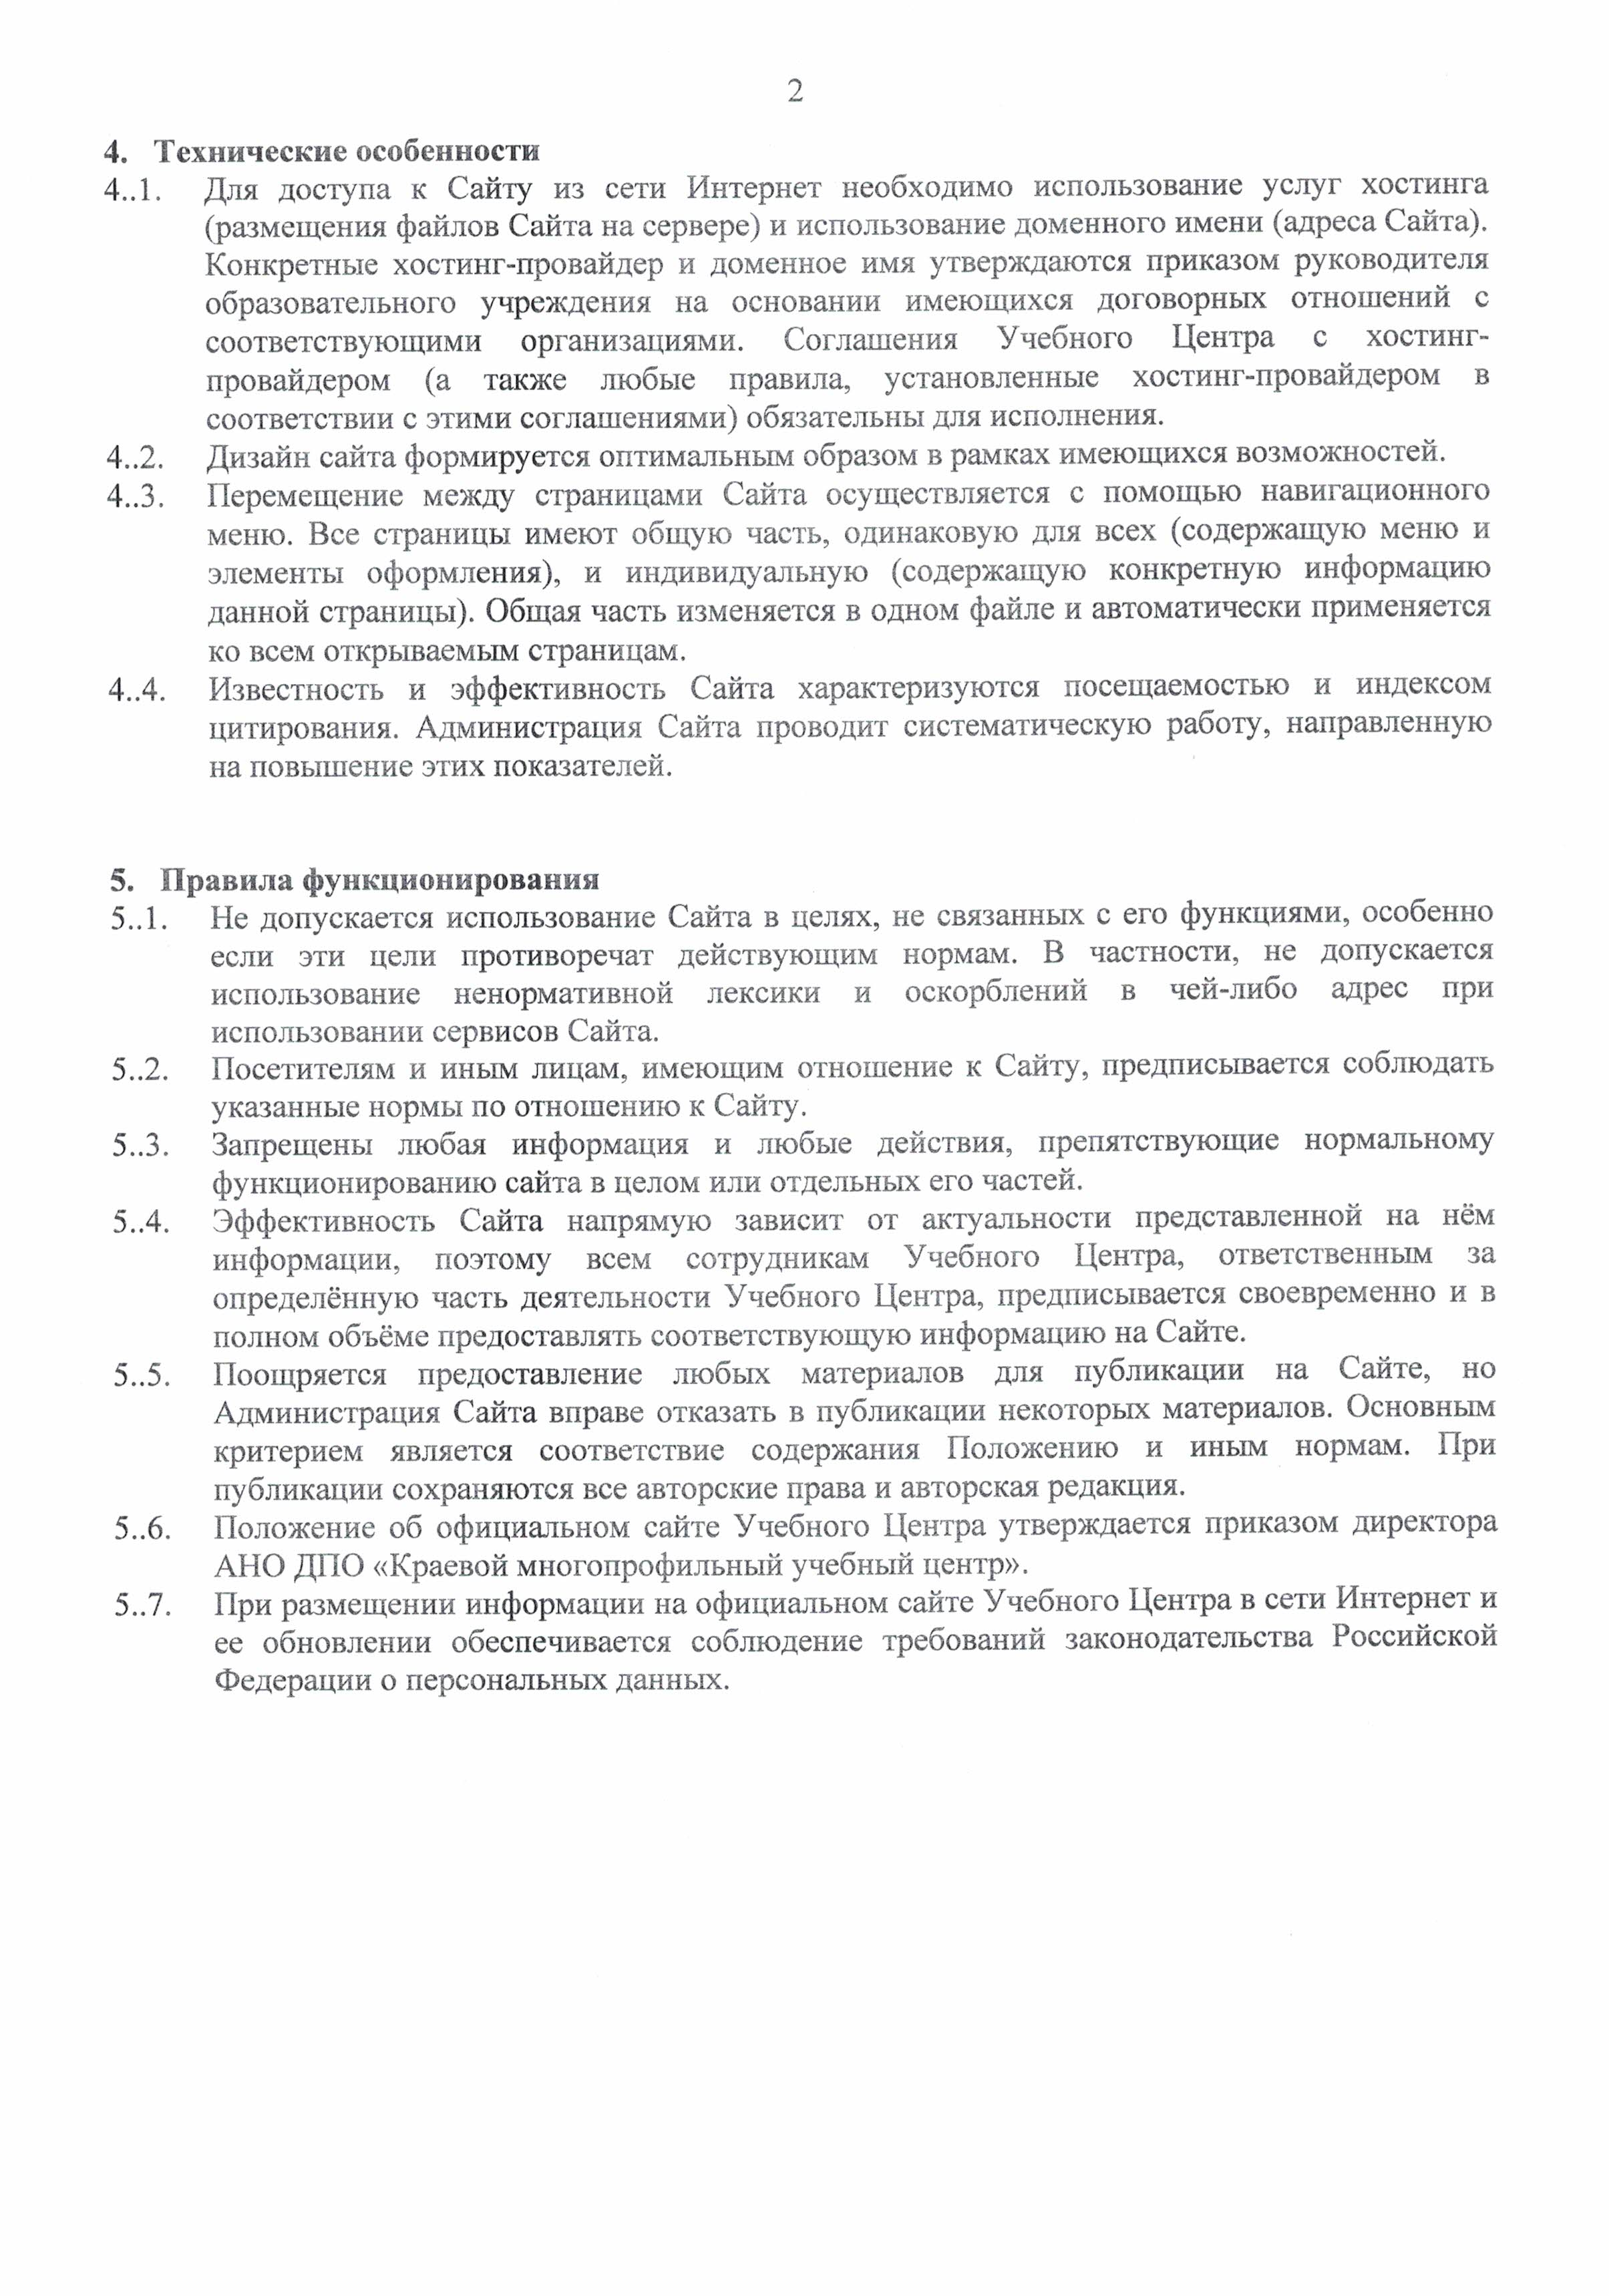 2
4. Технические особенности
4..1. Для доступа к Сайту из сети Интернет необходимо использование услуг хостинга
(размещения файлов Сайта на сервере) и использование доменного имени (адреса Сайта).
Конкретные хостинг-провайдер и доменное имя утверждаются приказом руководителя
образовательного учреждения на основании имеющихся договорных отношений с
соответствующими организациями. Соглашения Учебного Центра с хостинг-
провайдером (а также любые правила, установленные хостинг-провайдером в
соответствии с этими соглашениями) обязательны для исполнения.
4..2. Дизайн сайта формируется оптимальным образом в рамках имеющихся возможностей.
4..3. Перемещение между страницами Сайта осуществляется с помощью навигационного
меню. Все страницы имеют общую часть, одинаковую для всех (содержащую меню и
элементы оформления), и индивидуальную (содержащую конкретную информацию
данной страницы). Общая часть изменяется в одном файле и автоматически применяется
ко всем открываемым страницам.
4..4. Известность и эффективность Сайта характеризуются посещаемостью и индексом
цитирования. Администрация Сайта проводит систематическую работу, направленную
на повышение этих показателей.
5. Правила функционирования
5..1. Не допускается использование Сайта в целях, не связанных с его функциями, особенно
если эти цели противоречат действующим нормам. В частности, не допускается
использование ненормативной лексики и оскорблений в чей-либо адрес при
использовании сервисов Сайта.
5..2. Посетителям и иным лицам, имеющим отношение к Сайту, предписывается соблюдать
указанные нормы по отношению к Сайту.
5..3. Запрещены любая информация и любые действия, препятствующие нормальному
функционированию сайта в целом или отдельных его частей.
5..4. Эффективность Сайта напрямую зависит от актуальности представленной на нём
информации, поэтому всем сотрудникам Учебного Центра, ответственным за
определённую часть деятельности Учебного Центра, предписывается своевременно и в
полном объёме предоставлять соответствующую информацию на Сайте.
5..5. Поощряется предоставление любых материалов для публикации на Сайте, но
Администрация Сайта вправе отказать в публикации некоторых материалов. Основным
критерием является соответствие содержания Положению и иным нормам. При
публикации сохраняются все авторские права и авторская редакция.
5..6. Положение об официальном сайте Учебного Центра утверждается приказом директора
АНО ДПО «Краевой многопрофильный учебный центр».
5..7. При размещении информации на официальном сайте Учебного Центра в сети Интернет и
ее обновлении обеспечивается соблюдение требований законодательства Российской
Федерации о персональных данных.